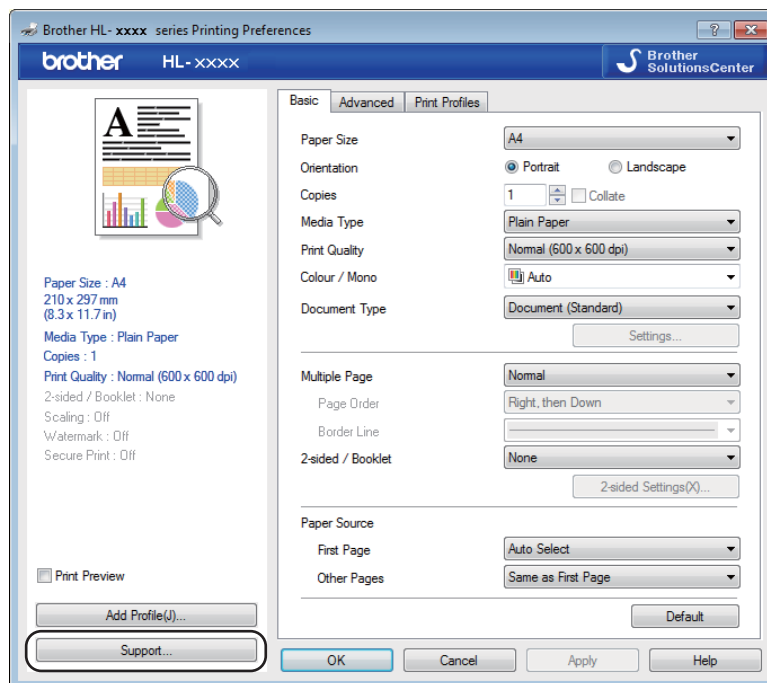 Brother HL- xxxx series Printing Preferences
brother HL-xxxx
Brother
SolutionsCenter
Basic Advanced Print Profiles
A
Paper Size A4
Orientation Portrait Landscape
Copies 1 Collate
Media Type Plain Paper
Print Quality Normal (600 x 600 dpi)
Colour / Mono Auto
Document Type Document (Standard)
Settings...
Multiple Page Normal
Page Order Right, then Down
Border Line
2-sided / Booklet None
2-sided Settings(X)...
Paper Source
First Page Auto Select
Other Pages Same as First Page
Default
Paper Size : A4
210 x 297 mm
(8.3 x 11.7 in)
Media Type : Plain Paper
Copies : 1
Print Quality : Normal (600 x 600 dpi)
2-sided / Booklet : None
Scaling : Off
Watermark : Off
Secure Print : Off
Print Preview
Add Profile(J)...
Support...
OK Cancel Apply Help